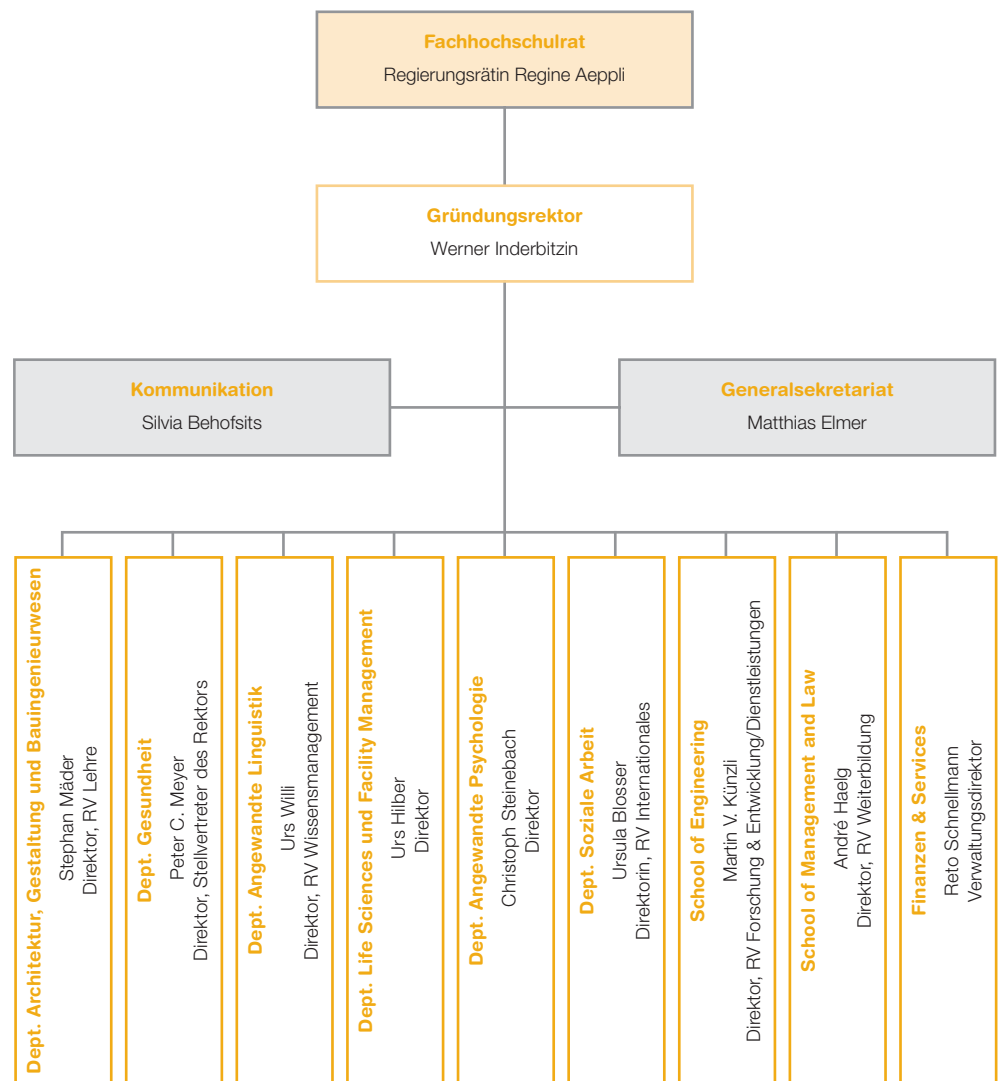 Fachhochschulrat
Regierungsrätin Regine Aeppli
Gründungsrektor
Werner Inderbitzin
Kommunikation
Silvia Behofsits
Generalsekretariat
Matthias Elmer
Dept. Architektur, Gestaltung und Bauingenieurwesen
Stephan Mäder
Direktor, RV Lehre
Dept. Gesundheit
Peter C. Meyer
Direktor, Stellvertreter des Rektors
Dept. Angewandte Linguistik
Urs Willi
Direktor, RV Wissensmanagement
Dept. Life Sciences und Facility Management
Urs Hilber
Direktor
Dept. Angewandte Psychologie
Christoph Steinebach
Direktor
Dept. Soziale Arbeit
Ursula Blosser
Direktorin, RV Internationales
School of Engineering
Martin V. Künzli
Direktor, RV Forschung & Entwicklung/Dienstleistungen
School of Management and Law
André Haelg
Direktor, RV Weiterbildung
Finanzen & Services
Reto Schnellmann
Verwaltungsdirektor